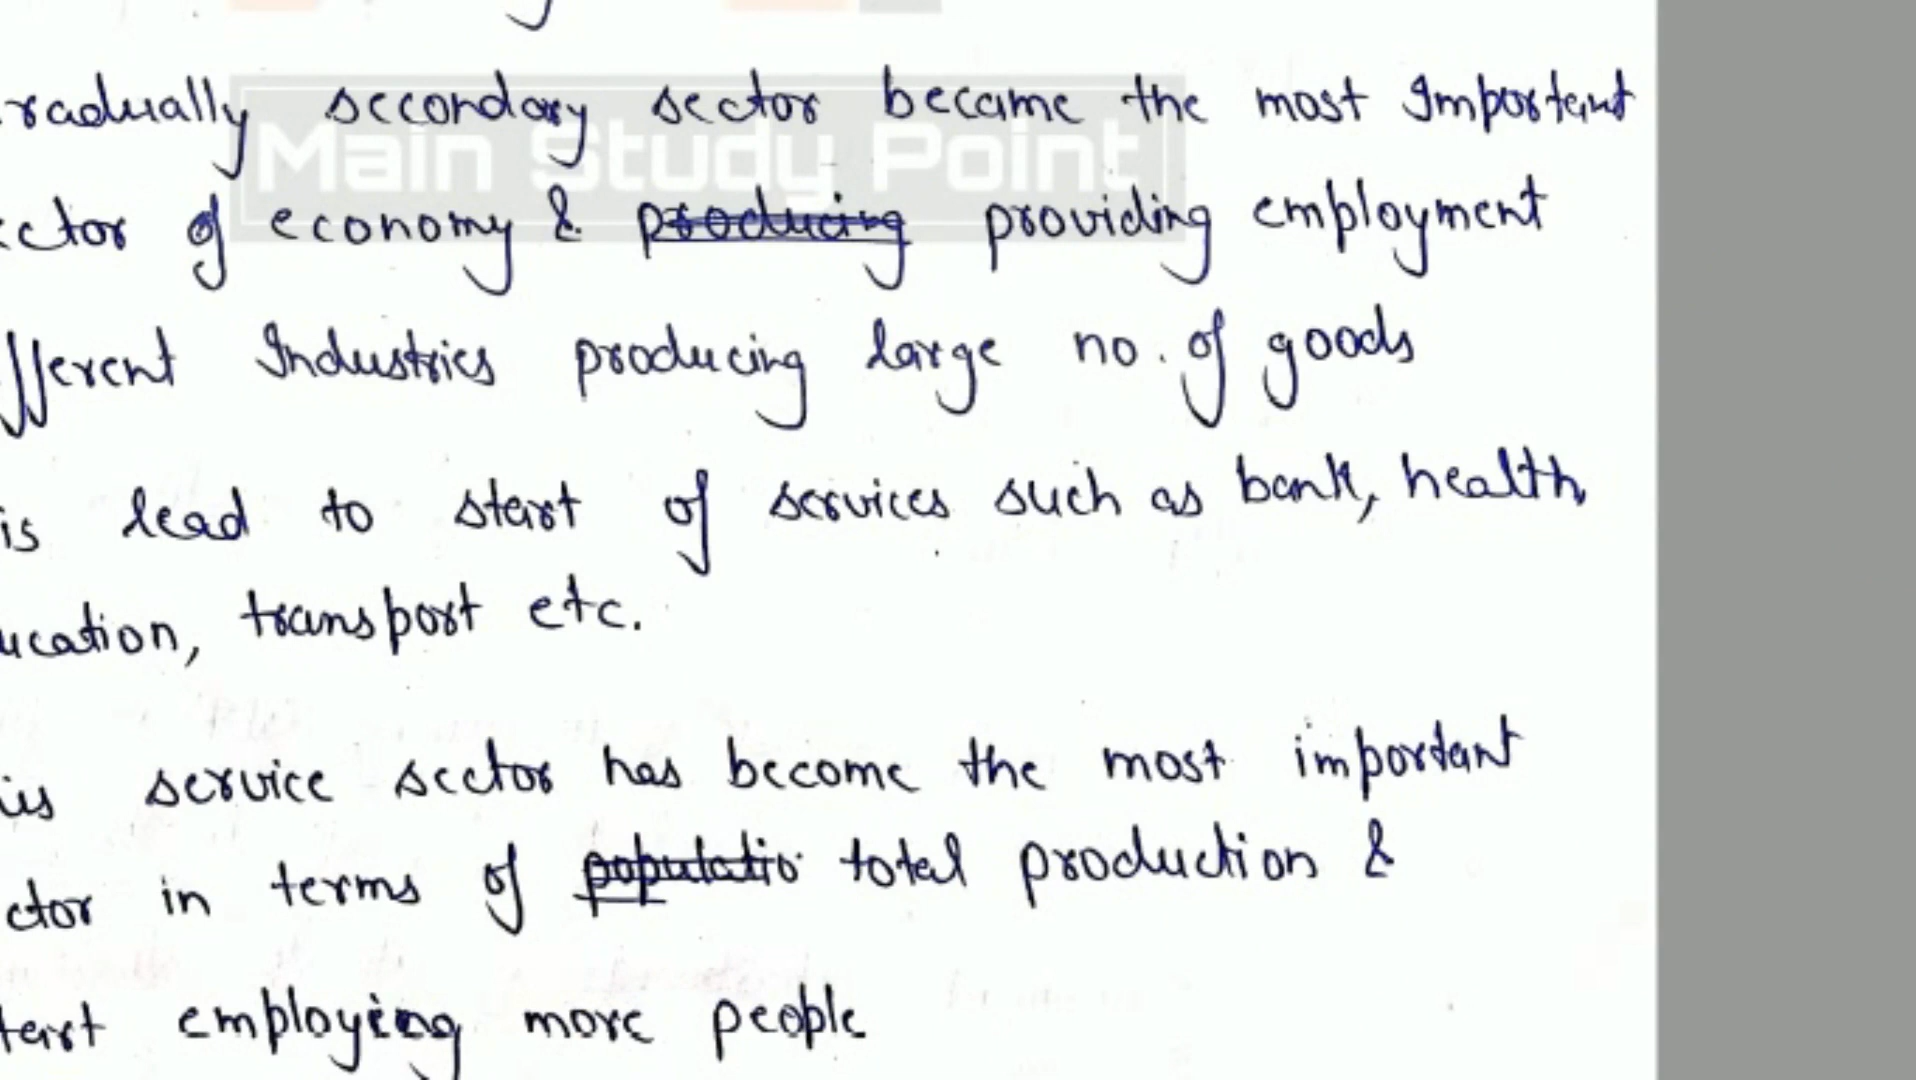 radually secondary sector became the most Important
Main Study Point
ctor of economy & producing providing employment
fferent Industries producing large no. of goods
is lead to start of services such as bank, health,
ucation, transport etc.
is service sector has become the most important
ctor in terms of populatio total production &
tart employing more people